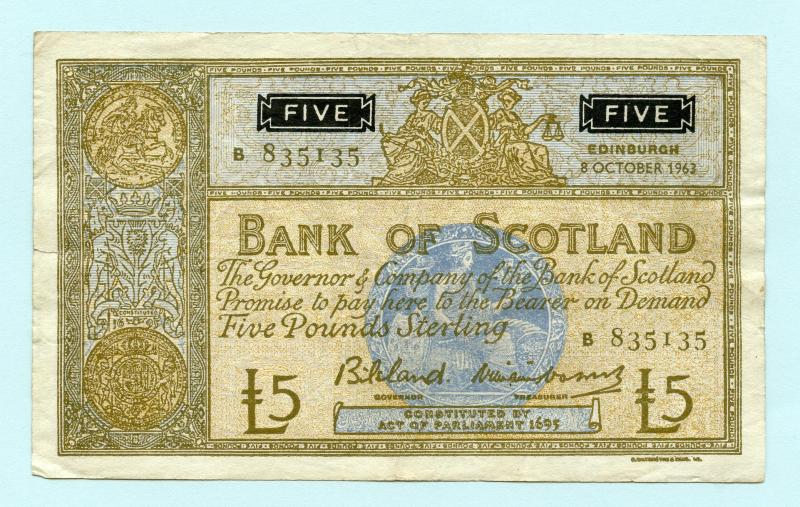 FIVE POUNDS FIVE POUNDS FIVE POUNDS FIVE POUNDS FIVE POUNDS
FIVE FIVE
B 835135
EDINBURGH
8 OCTOBER 1963
BANK OF SCOTLAND
The Governor & Company of the Bank of Scotland
Promise to pay here to the Bearer on Demand
Five Pounds Sterling
B 835135
CONSTITUTED
GOVERNOR TREASURER
£5 £5
CONSTITUTED BY
ACT OF PARLIAMENT 1695